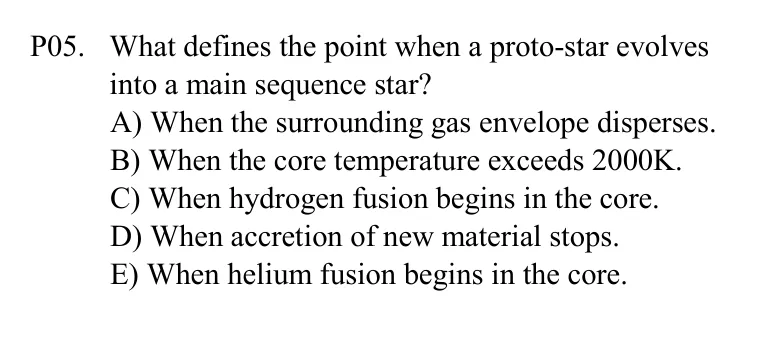 P05. What defines the point when a proto-star evolves
into a main sequence star?
A) When the surrounding gas envelope disperses.
B) When the core temperature exceeds 2000K.
C) When hydrogen fusion begins in the core.
D) When accretion of new material stops.
E) When helium fusion begins in the core.